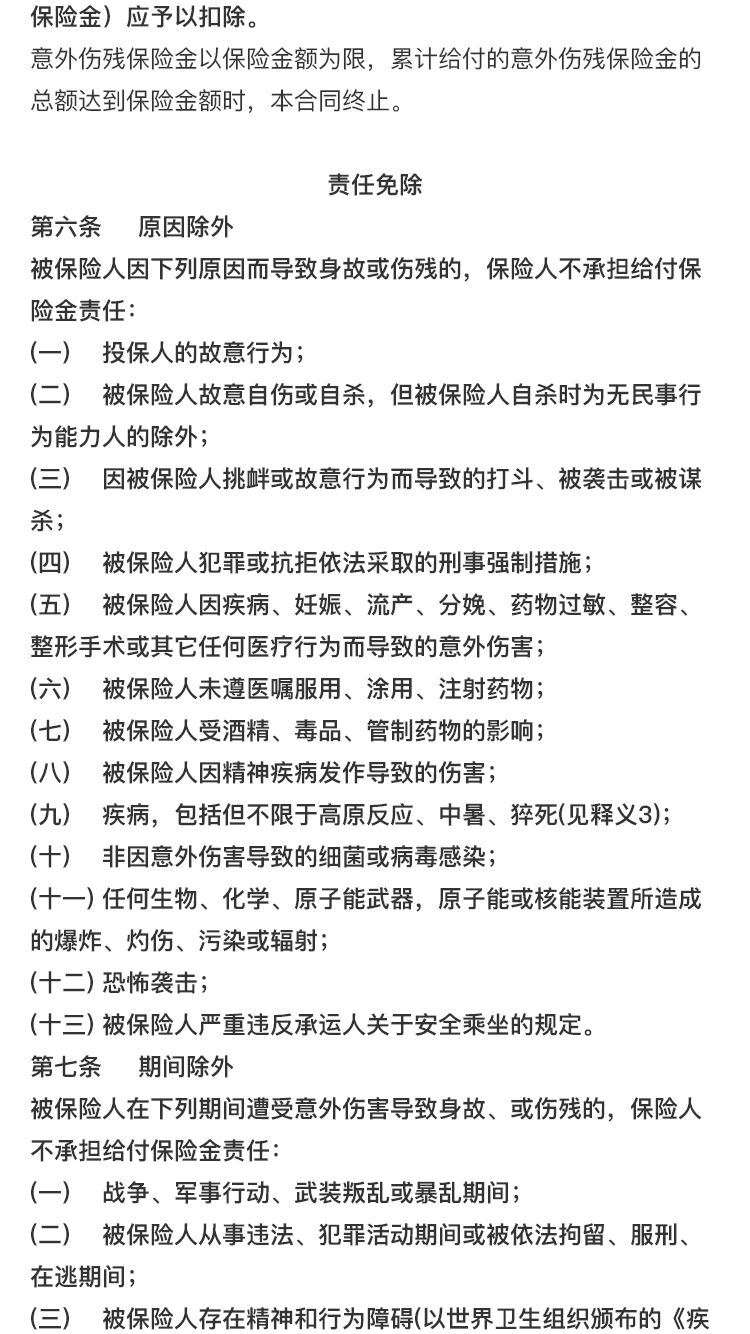 保险金）应予以扣除。
意外伤残保险金以保险金额为限，累计给付的意外伤残保险金的
总额达到保险金额时，本合同终止。
责任免除
第六条 原因除外
被保险人因下列原因而导致身故或伤残的，保险人不承担给付保
险金责任：
(一) 投保人的故意行为；
(二) 被保险人故意自伤或自杀，但被保险人自杀时为无民事行
为能力人的除外；
(三) 因被保险人挑衅或故意行为而导致的打斗、被袭击或被谋
杀；
(四) 被保险人犯罪或抗拒依法采取的刑事强制措施；
(五) 被保险人因疾病、妊娠、流产、分娩、药物过敏、整容、
整形手术或其它任何医疗行为而导致的意外伤害；
(六) 被保险人未遵医嘱服用、涂用、注射药物；
(七) 被保险人受酒精、毒品、管制药物的影响；
(八) 被保险人因精神疾病发作导致的伤害；
(九) 疾病，包括但不限于高原反应、中暑、猝死(见释义3)；
(十) 非因意外伤害导致的细菌或病毒感染；
(十一) 任何生物、化学、原子能武器，原子能或核能装置所造成
的爆炸、灼伤、污染或辐射；
(十二) 恐怖袭击；
(十三) 被保险人严重违反承运人关于安全乘坐的规定。
第七条 期间除外
被保险人在下列期间遭受意外伤害导致身故、或伤残的，保险人
不承担给付保险金责任：
(一) 战争、军事行动、武装叛乱或暴乱期间；
(二) 被保险人从事违法、犯罪活动期间或被依法拘留、服刑、
在逃期间；
(三) 被保险人存在精神和行为障碍(以世界卫生组织颁布的《疾